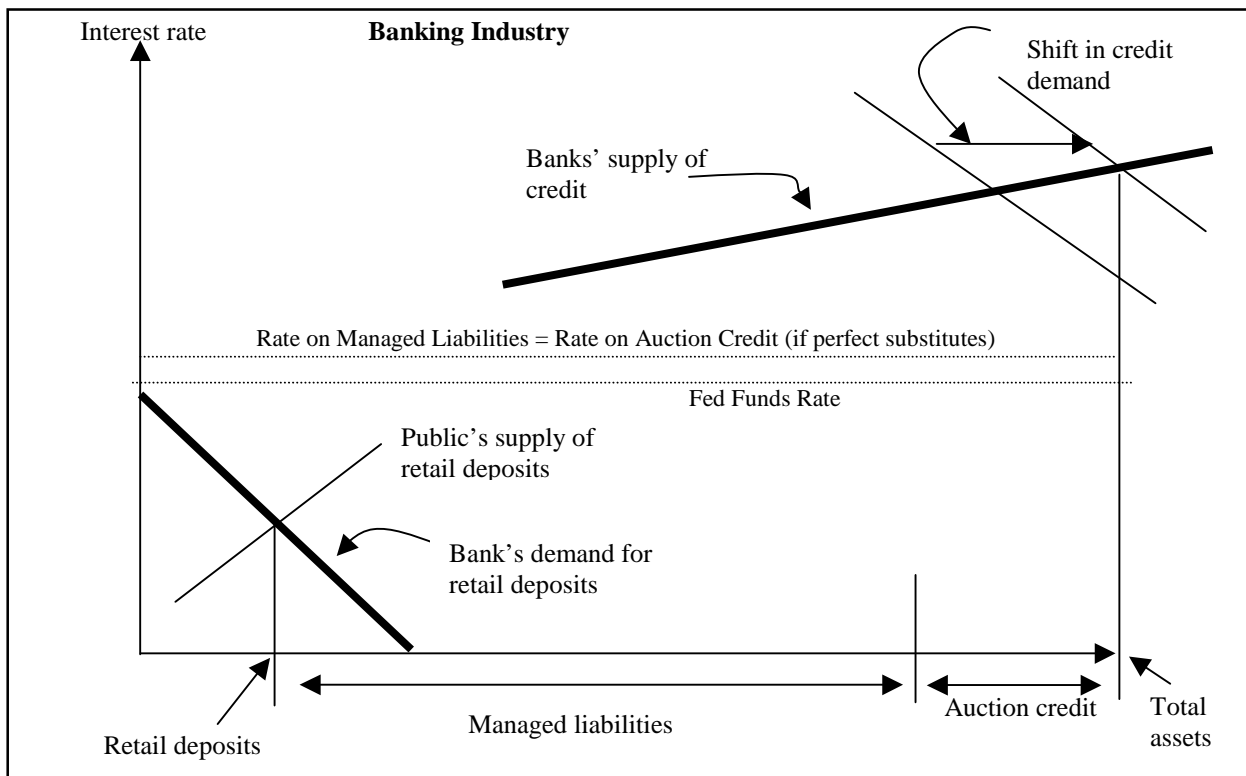 Interest rate
Banking Industry
Shift in credit
demand
Banks’ supply of
credit
Rate on Managed Liabilities = Rate on Auction Credit (if perfect substitutes)
Fed Funds Rate
Public’s supply of
retail deposits
Bank’s demand for
retail deposits
Retail deposits
Managed liabilities
Auction credit
Total
assets